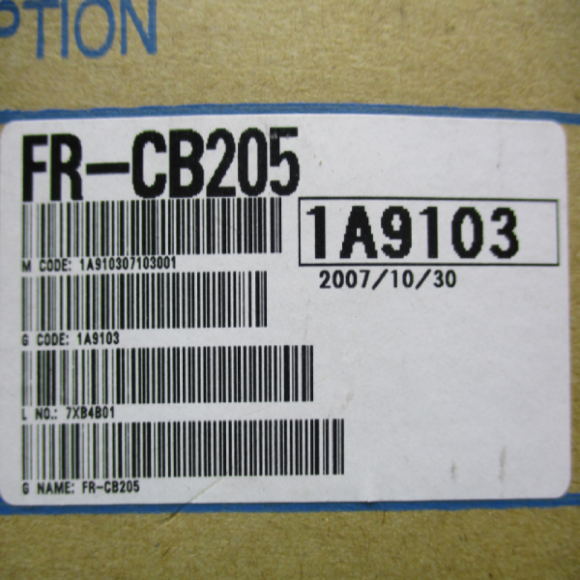 PTION
FR-CB205
1A9103
2007/10/30
M CODE: 1A910307103001
G CODE: 1A9103
L NO.: 7XB4B01
G NAME: FR-CB205